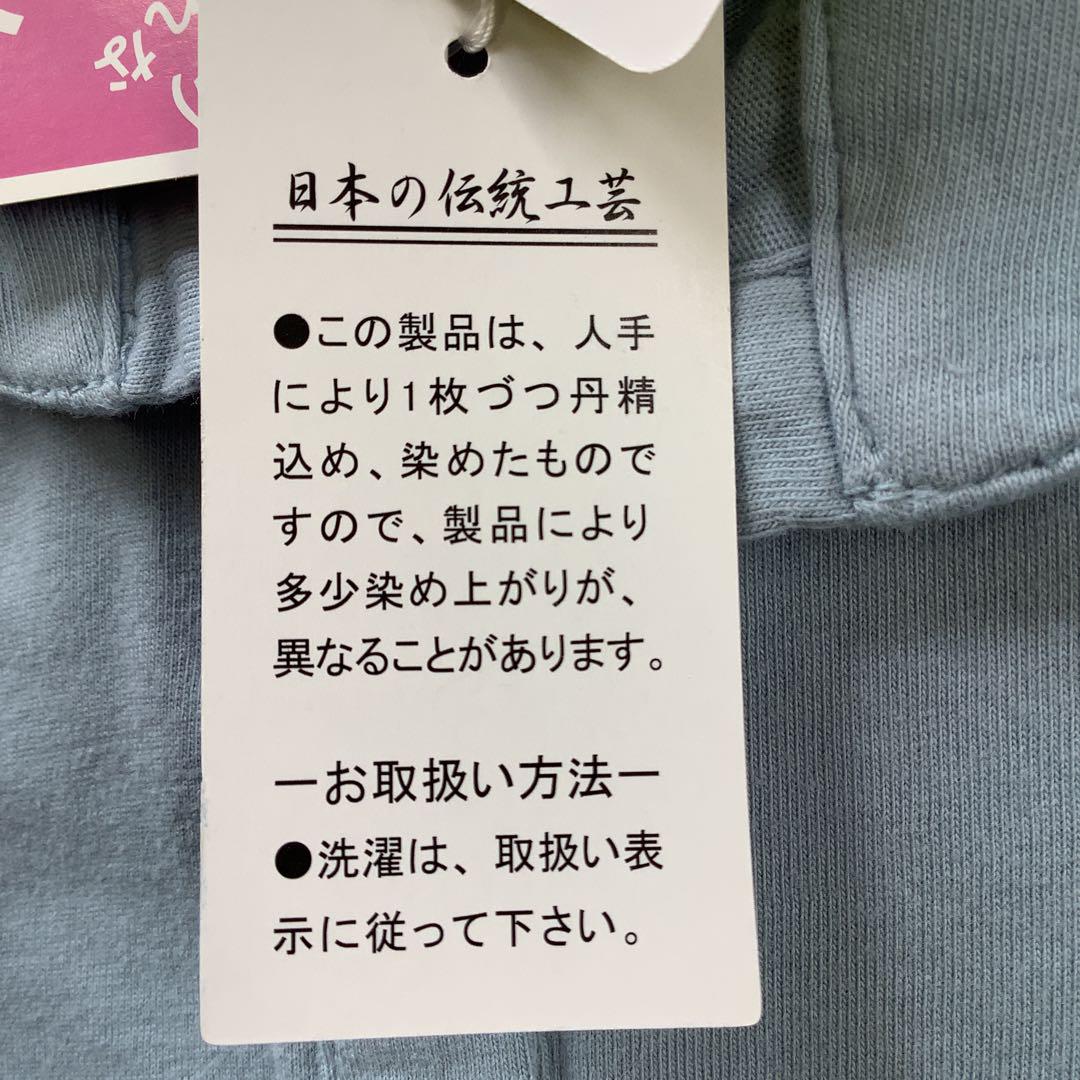 日本の伝統工芸
●この製品は、人手
により1枚づつ丹精
込め、染めたもので
すので、製品により
多少染め上がりが、
異なることがあります。
ーお取扱い方法ー
●洗濯は、取扱い表
示に従って下さい。